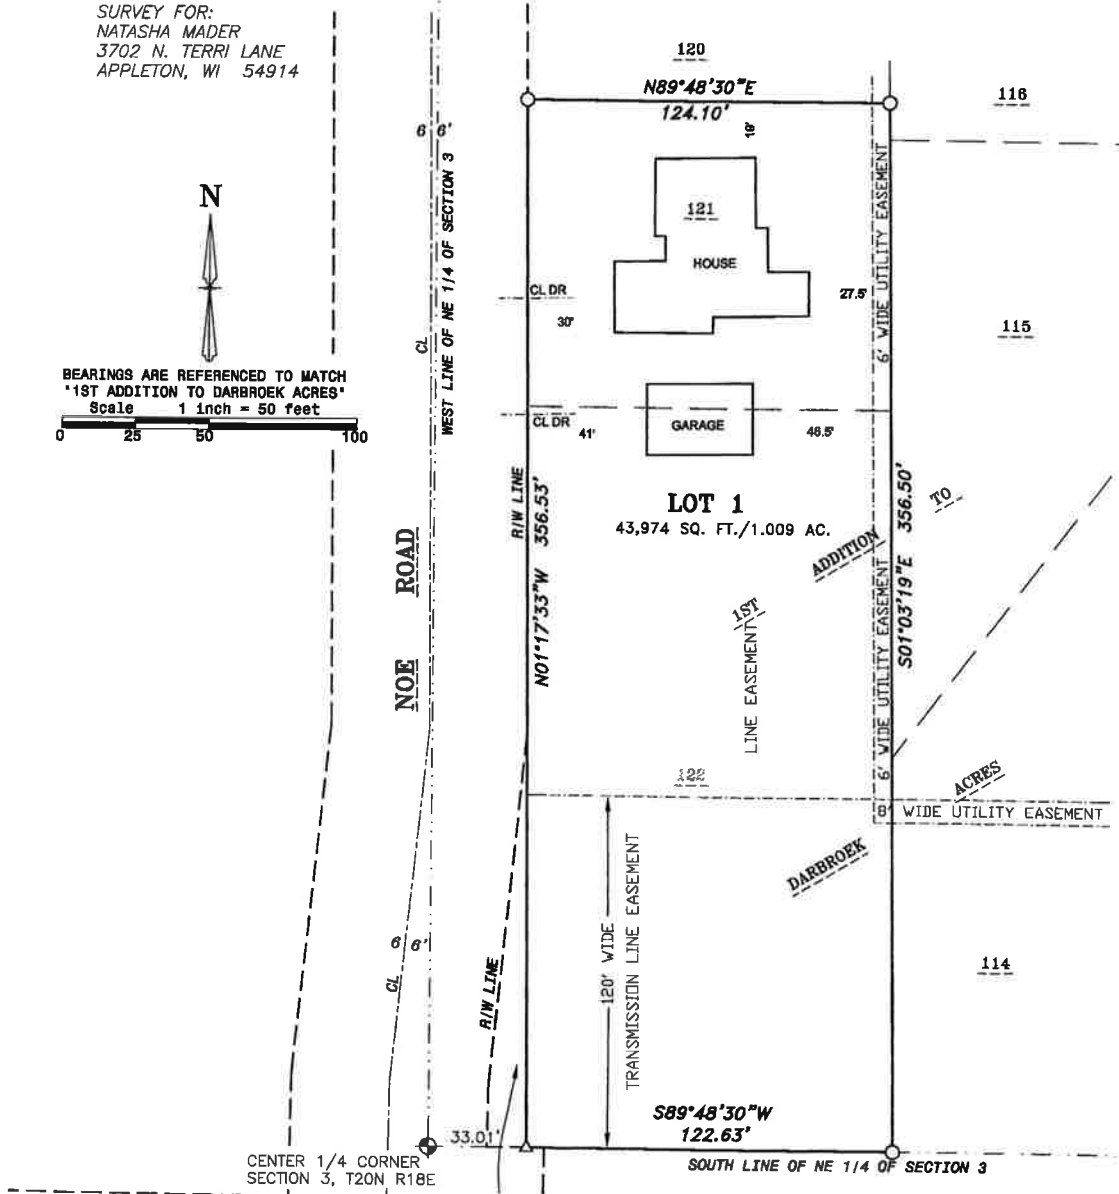 SURVEY FOR:
NATASHA MADER
3702 N. TERRI LANE
APPLETON, WI 54914
120
N89°48'30"E
124.10'
116
6 6'
19'
N
121
HOUSE
6' WIDE UTILITY EASEMENT
WEST LINE OF NE 1/4 OF SECTION 3
CL DR
27.5'
30'
CL
115
BEARINGS ARE REFERENCED TO MATCH
"1ST ADDITION TO DARBROEK ACRES"
Scale 1 inch = 50 feet
0 25 50 100
CL DR
41'
GARAGE
46.5'
R/W LINE
N01°17'33"W 356.53'
LOT 1
43,974 SQ. FT./1.009 AC.
S01°03'19"E 356.50'
TO
ADDITION
1ST
NOE ROAD
LINE EASEMENT
6' WIDE UTILITY EASEMENT
122
ACRES
8' WIDE UTILITY EASEMENT
DARBROEK
120' WIDE
TRANSMISSION LINE EASEMENT
6 6'
CL
R/W LINE
114
S89°48'30"W
122.63'
33.01'
CENTER 1/4 CORNER
SECTION 3, T20N R18E
SOUTH LINE OF NE 1/4 OF SECTION 3